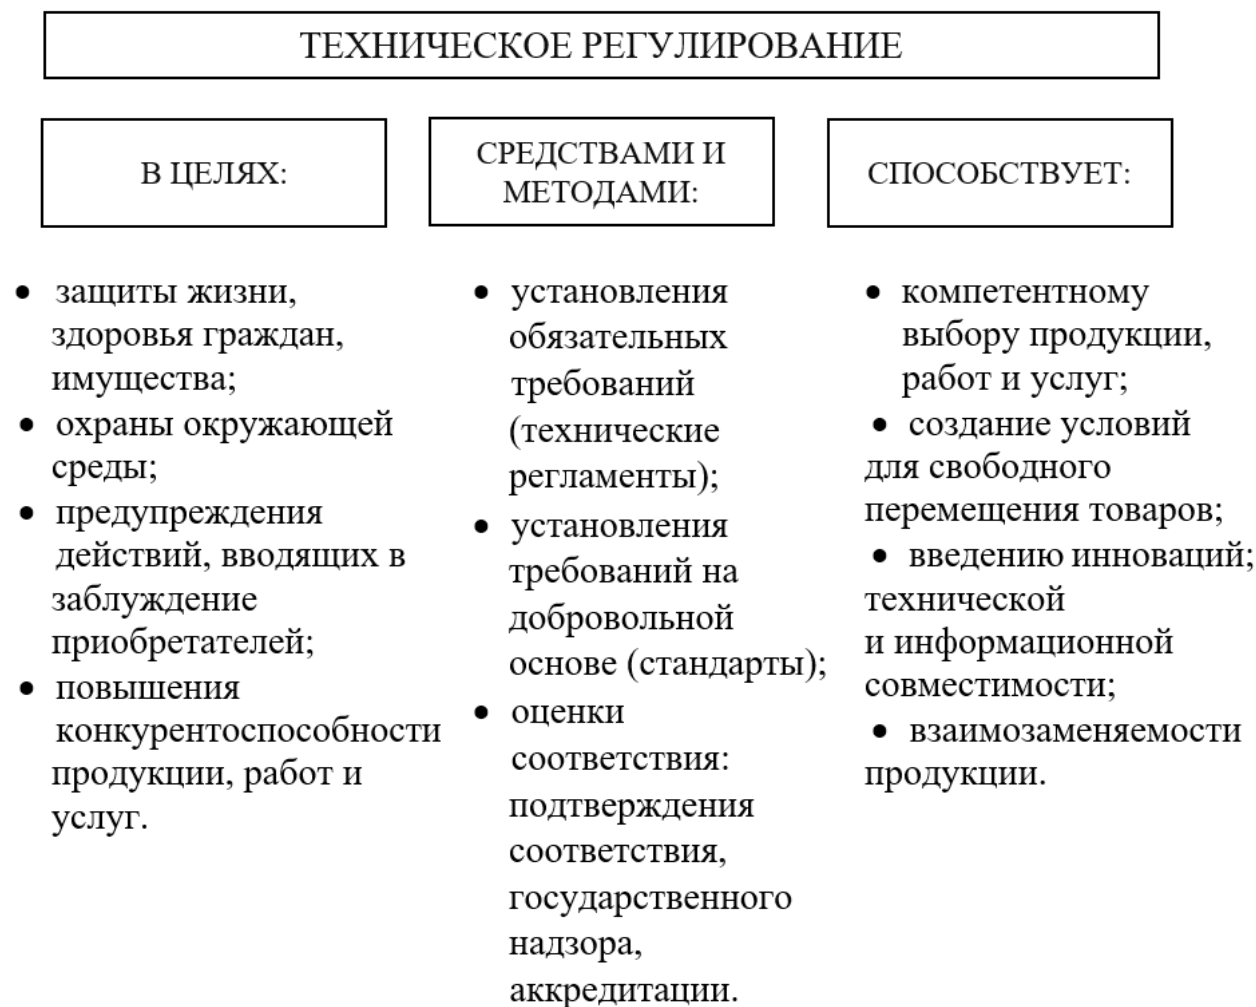 ТЕХНИЧЕСКОЕ РЕГУЛИРОВАНИЕ
В ЦЕЛЯХ:
• защиты жизни,
здоровья граждан,
имущества;
• охраны окружающей
среды;
• предупреждения
действий, вводящих в
заблуждение
приобретателей;
• повышения
конкурентоспособности
продукции, работ и
услуг.
СРЕДСТВАМИ И
МЕТОДАМИ:
• установления
обязательных
требований
(технические
регламенты);
• установления
требований на
добровольной
основе (стандарты);
• оценки
соответствия:
подтверждения
соответствия,
государственного
надзора,
аккредитации.
СПОСОБСТВУЕТ:
• компетентному
выбору продукции,
работ и услуг;
• создание условий
для свободного
перемещения товаров;
• введению инноваций;
технической
и информационной
совместимости;
• взаимозаменяемости
продукции.